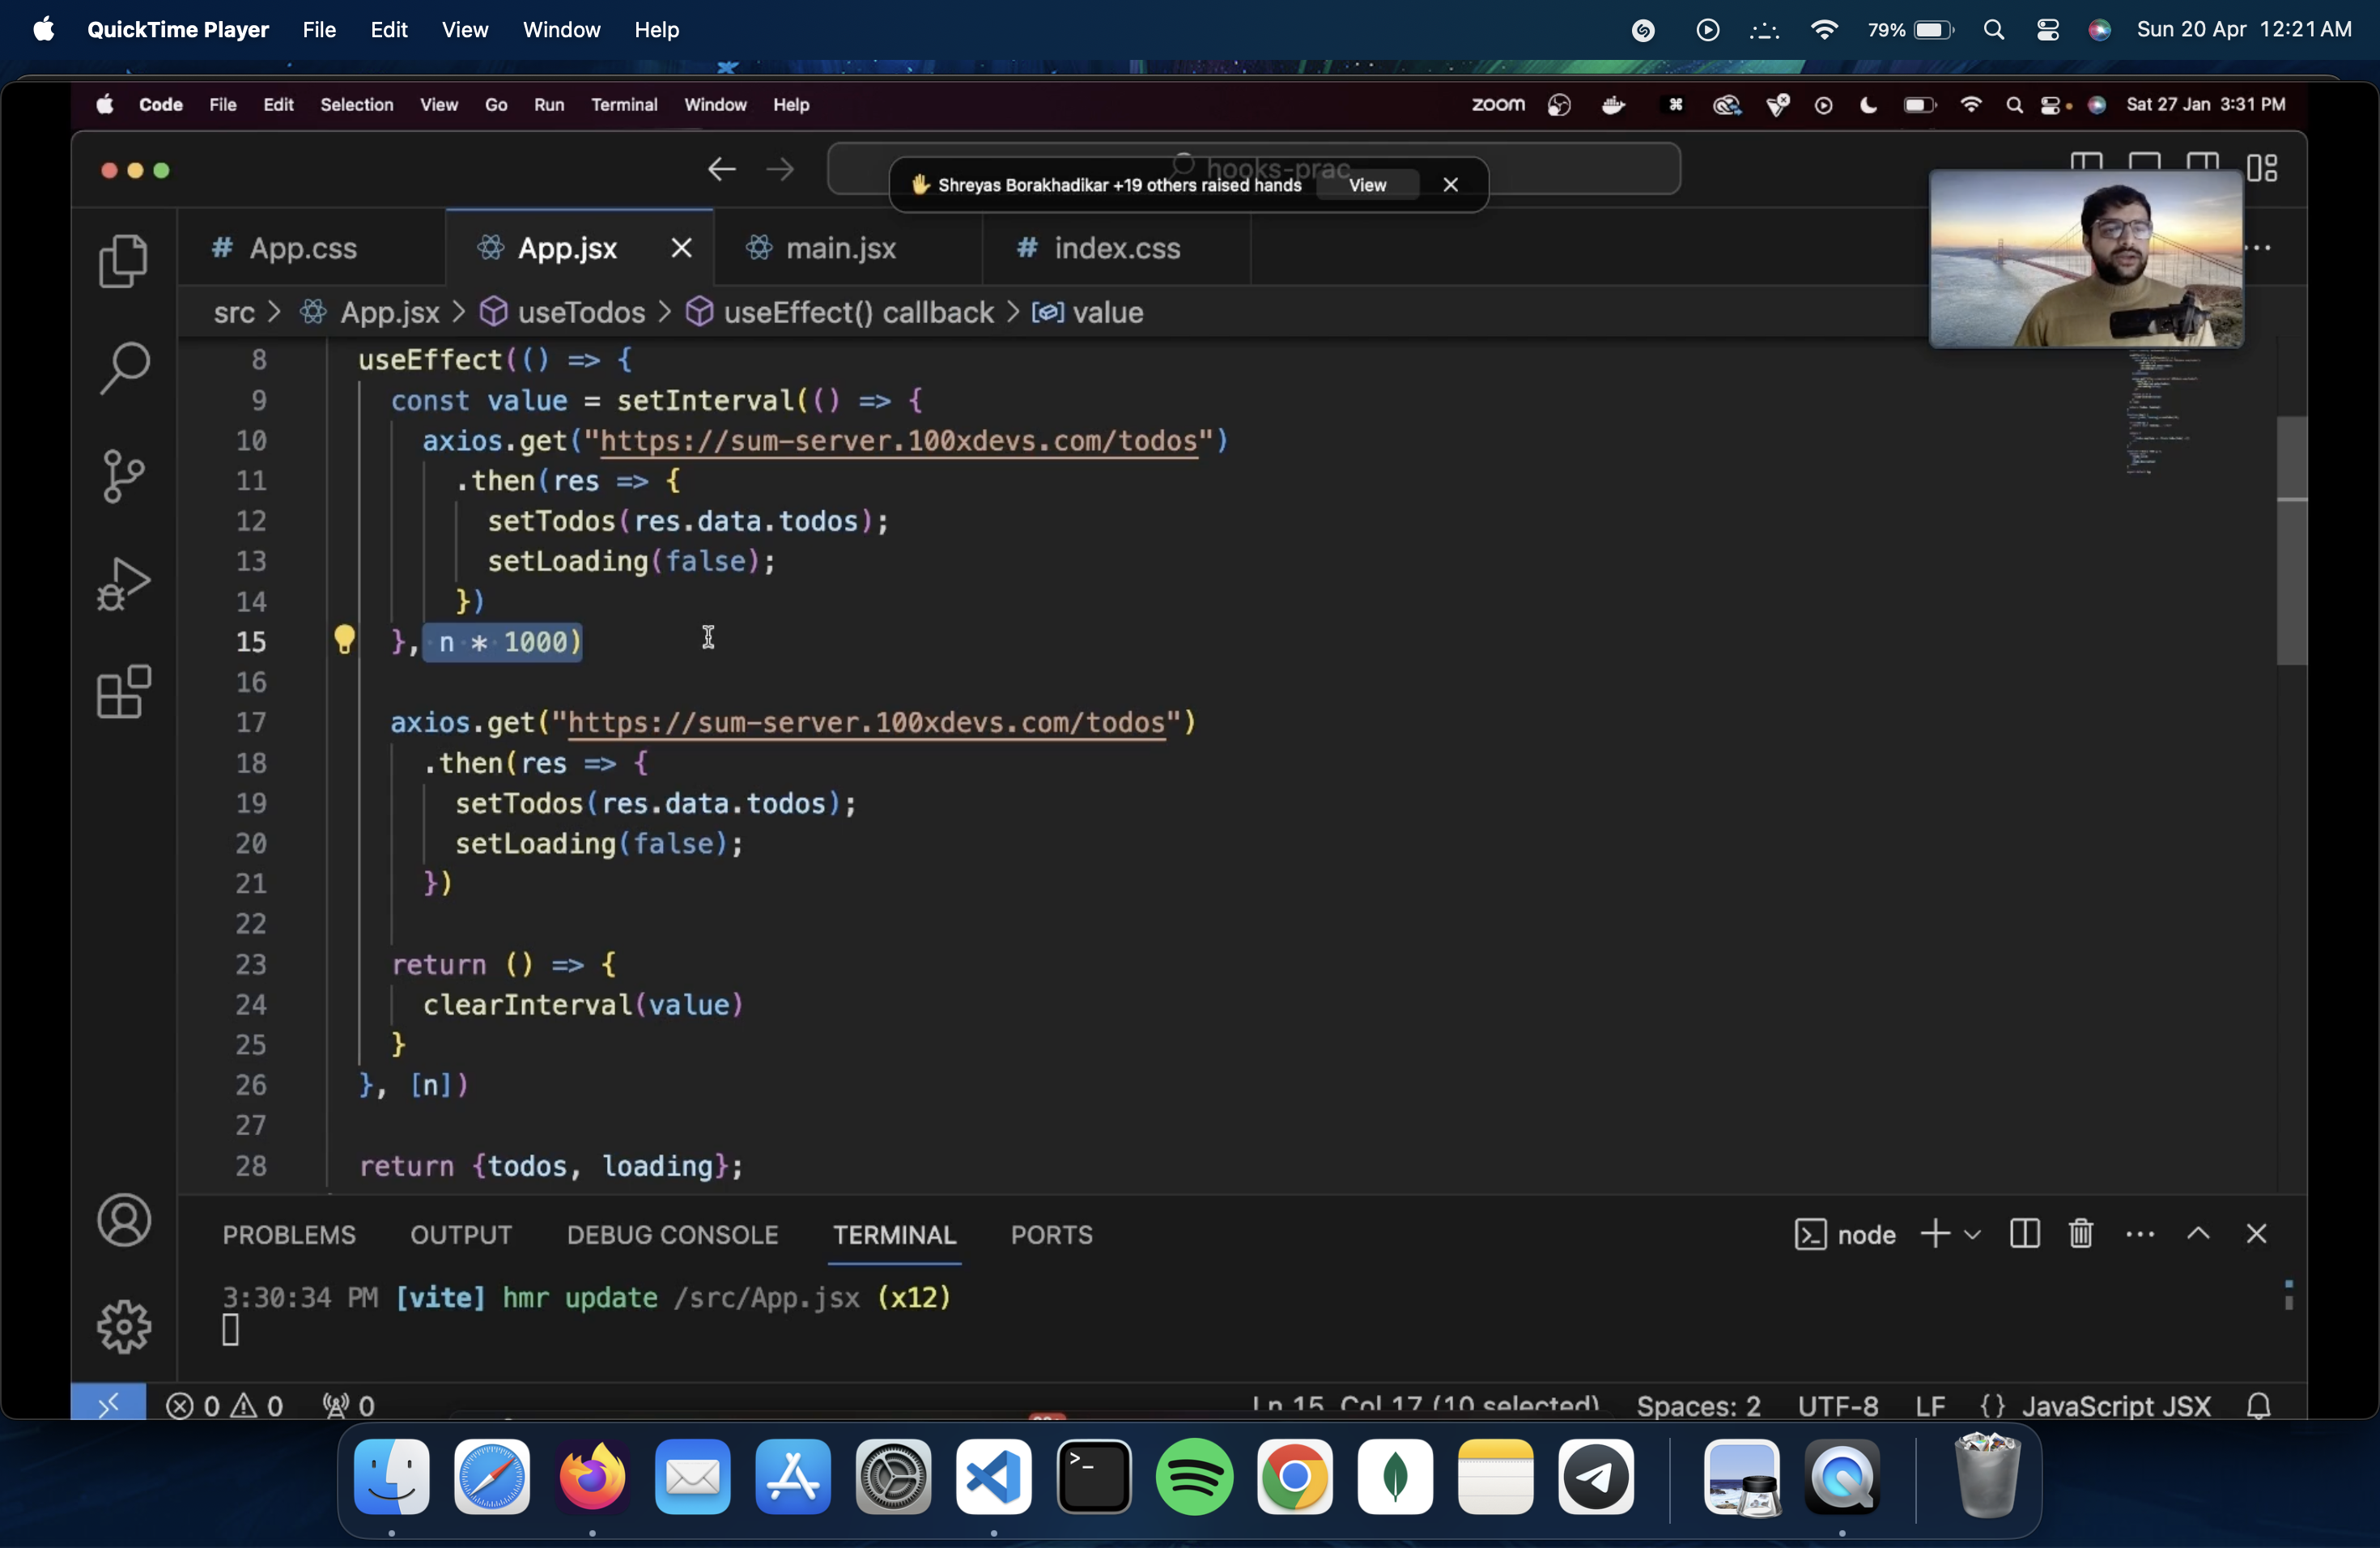 QuickTime Player File Edit View Window Help 79% Sun 20 Apr 12:21 AM
Code File Edit Selection View Go Run Terminal Window Help zoom Sat 27 Jan 3:31 PM
hooks-prac
✋ Shreyas Borakhadikar +19 others raised hands View
# App.css App.jsx main.jsx # index.css
src > App.jsx > useTodos > useEffect() callback > value
8 useEffect(() => {
9 const value = setInterval(() => {
10 axios.get("https://sum-server.100xdevs.com/todos")
11 .then(res => {
12 setTodos(res.data.todos);
13 setLoading(false);
14 })
15 }, n * 1000)
16
17 axios.get("https://sum-server.100xdevs.com/todos")
18 .then(res => {
19 setTodos(res.data.todos);
20 setLoading(false);
21 })
22
23 return () => {
24 clearInterval(value)
25 }
26 }, [n])
27
28 return {todos, loading};
PROBLEMS OUTPUT DEBUG CONSOLE TERMINAL PORTS node
3:30:34 PM [vite] hmr update /src/App.jsx (x12)
0 0 0 Ln 15, Col 17 (10 selected) Spaces: 2 UTF-8 LF {} JavaScript JSX